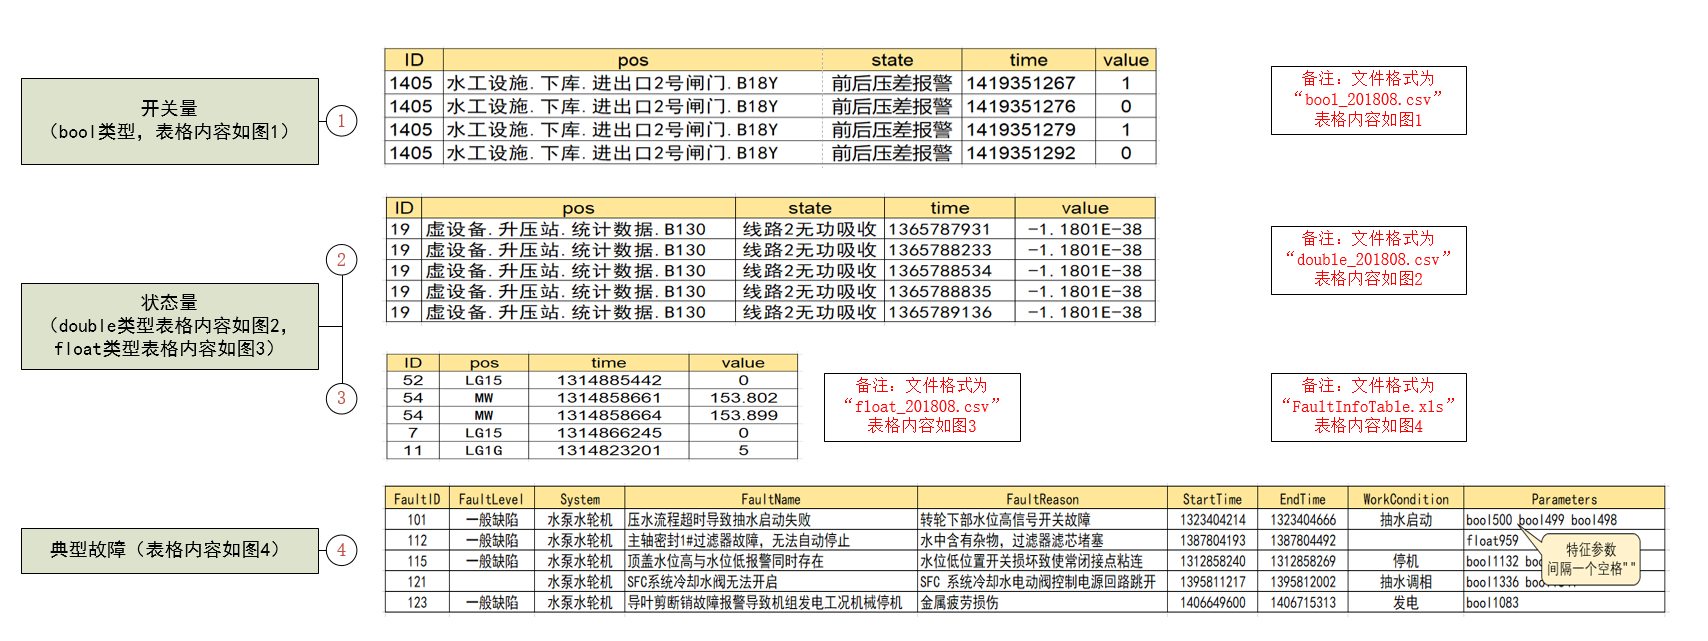 开关量
（bool类型，表格内容如图1）
1
ID pos state time value
1405 水工设施.下库.进出口2号闸门.B18Y 前后压差报警 1419351267 1
1405 水工设施.下库.进出口2号闸门.B18Y 前后压差报警 1419351276 0
1405 水工设施.下库.进出口2号闸门.B18Y 前后压差报警 1419351279 1
1405 水工设施.下库.进出口2号闸门.B18Y 前后压差报警 1419351292 0
备注：文件格式为
“bool_201808.csv”
表格内容如图1
状态量
（double类型表格内容如图2，
float类型表格内容如图3）
2
3
ID pos state time value
19 虚设备.升压站.统计数据.B130 线路2无功吸收 1365787931 -1.1801E-38
19 虚设备.升压站.统计数据.B130 线路2无功吸收 1365788233 -1.1801E-38
19 虚设备.升压站.统计数据.B130 线路2无功吸收 1365788534 -1.1801E-38
19 虚设备.升压站.统计数据.B130 线路2无功吸收 1365788835 -1.1801E-38
19 虚设备.升压站.统计数据.B130 线路2无功吸收 1365789136 -1.1801E-38
备注：文件格式为
“double_201808.csv”
表格内容如图2
ID pos time value
52 LG15 1314885442 0
54 MW 1314858661 153.802
54 MW 1314858664 153.899
7 LG15 1314866245 0
11 LG1G 1314823201 5
备注：文件格式为
“float_201808.csv”
表格内容如图3
备注：文件格式为
“FaultInfoTable.xls”
表格内容如图4
典型故障（表格内容如图4）
4
FaultID FaultLevel System FaultName FaultReason StartTime EndTime WorkCondition Parameters
101 一般缺陷 水泵水轮机 压水流程超时导致抽水启动失败 转轮下部水位高信号开关故障 1323404214 1323404666 抽水启动 bool500 bool499 bool498
112 一般缺陷 水泵水轮机 主轴密封1#过滤器故障，无法自动停止 水中含有杂物，过滤器滤芯堵塞 1387804193 1387804492 float959
115 一般缺陷 水泵水轮机 顶盖水位高与水位低报警同时存在 水位低位置开关损坏致使常闭接点粘连 1312858240 1312858269 停机 bool1132
121 水泵水轮机 SFC系统冷却水阀无法开启 SFC 系统冷却水电动阀控制电源回路跳开 1395811217 1395812002 抽水调相 bool1336
123 一般缺陷 水泵水轮机 导叶剪断销故障报警导致机组发电工况机械停机 金属疲劳损伤 1406649600 1406715313 发电 bool1083
特征参数
间隔一个空格""